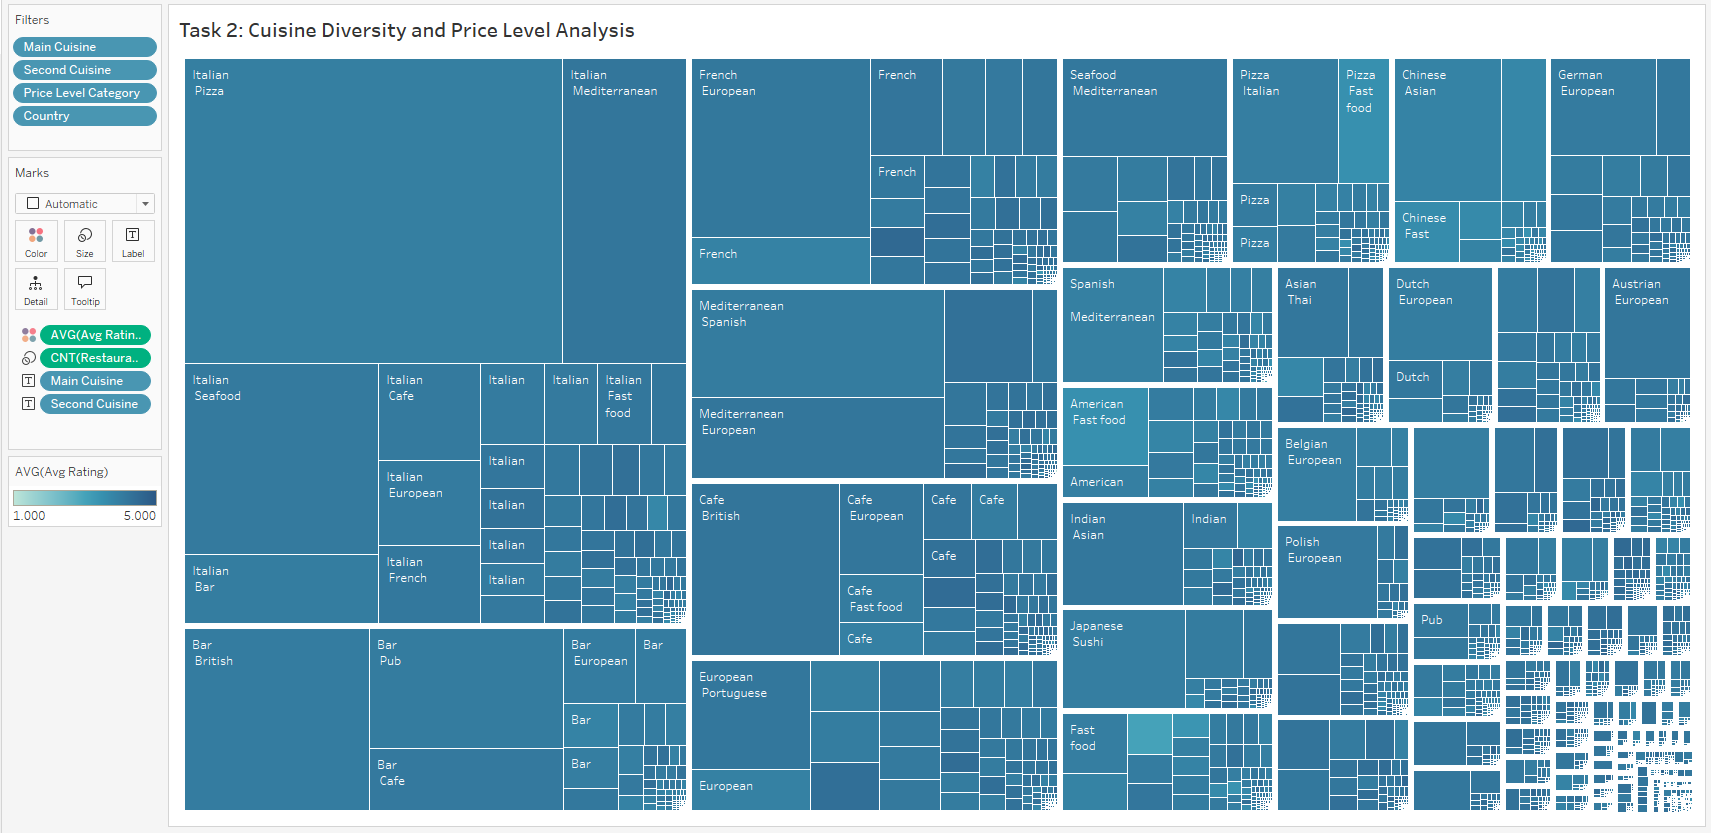 Filters
Main Cuisine
Second Cuisine
Price Level Category
Country
Marks
Automatic
Color
Size
Label
Detail
Tooltip
AVG(Avg Ratin..
CNT(Restaura..
Main Cuisine
Second Cuisine
AVG(Avg Rating)
1.000
5.000
Task 2: Cuisine Diversity and Price Level Analysis
Italian
Pizza
Italian
Mediterranean
Italian
Seafood
Italian
Bar
Italian
Cafe
Italian
European
Italian
French
Italian
Italian
Italian
Italian
Italian
Italian
Italian
Fast
food
Bar
British
Bar
Pub
Bar
Cafe
Bar
European
Bar
Bar
Bar
French
European
French
French
French
Mediterranean
Spanish
Mediterranean
European
Cafe
British
Cafe
European
Cafe
Fast food
Cafe
Cafe
Cafe
Cafe
European
Portuguese
European
Seafood
Mediterranean
Pizza
Italian
Pizza
Fast
food
Pizza
Pizza
Chinese
Asian
Chinese
Fast
German
European
Spanish
Mediterranean
American
Fast food
American
Indian
Asian
Indian
Japanese
Sushi
Fast
food
Asian
Thai
Dutch
European
Dutch
Austrian
European
Belgian
European
Polish
European
Pub